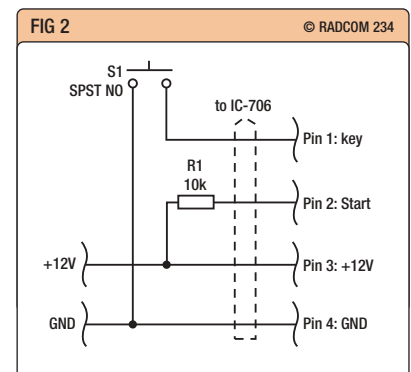 FIG 2
© RADCOM 234
S1
SPST NO
to IC-706
Pin 1: key
R1
10k
Pin 2: Start
+12V
Pin 3: +12V
GND
Pin 4: GND